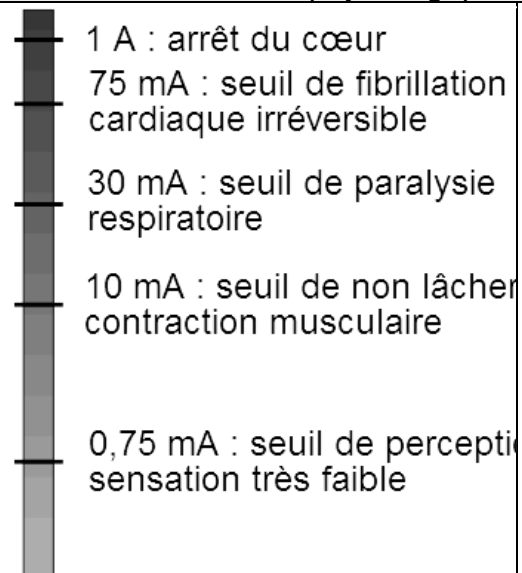 1 A : arrêt du cœur
75 mA : seuil de fibrillation
cardiaque irréversible
30 mA : seuil de paralysie
respiratoire
10 mA : seuil de non lâcher
contraction musculaire
0,75 mA : seuil de
sensation très faible